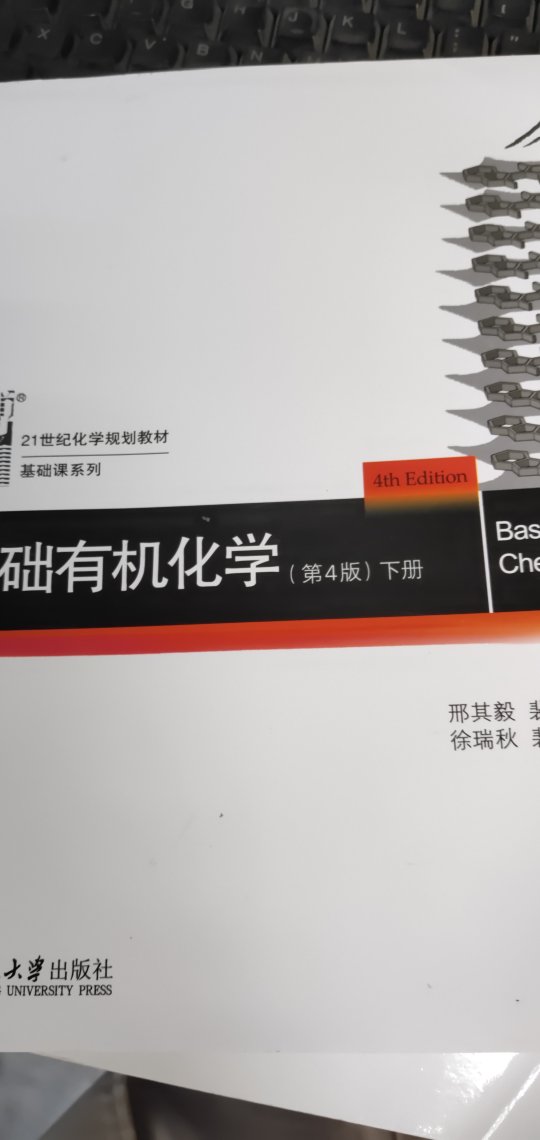 21世纪化学规划教材
基础课系列
4th Edition
础有机化学（第4版）下册
Bas
Che
邢其毅 裴
徐瑞秋 裴
大学出版社
UNIVERSITY PRESS